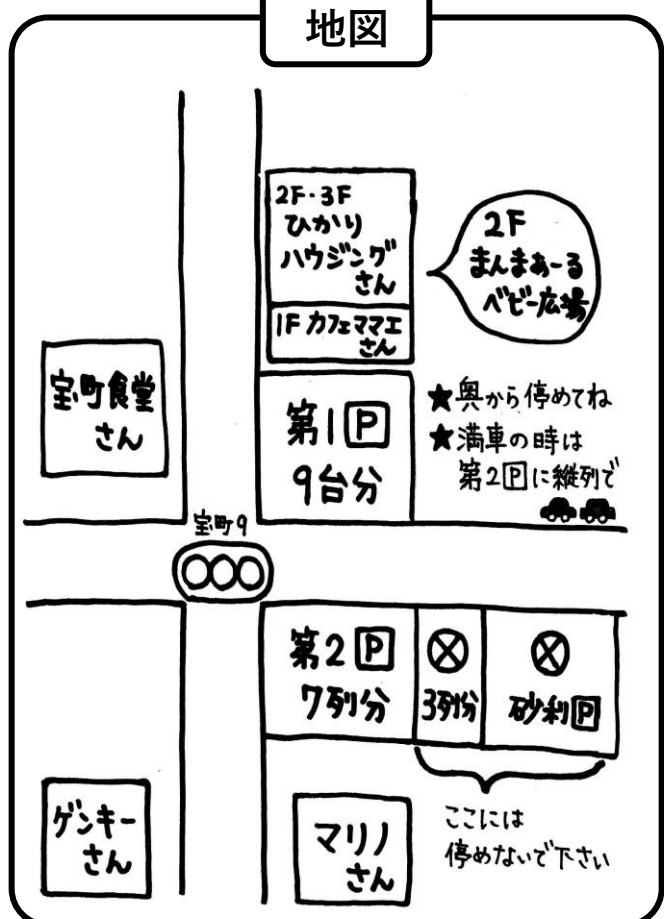 地図
2F・3F
ひかり
ハウジング
さん
1F カフェママエ
さん
2F
まんまあーる
ベビー広場
宝町食堂
さん
第1P
9台分
★奥から停めてね
★満車の時は
第2Pに縦列で
宝町9
第2P
7列分
3列分
砂利P
ゲンキー
さん
マリノ
さん
ここには
停めないで下さい